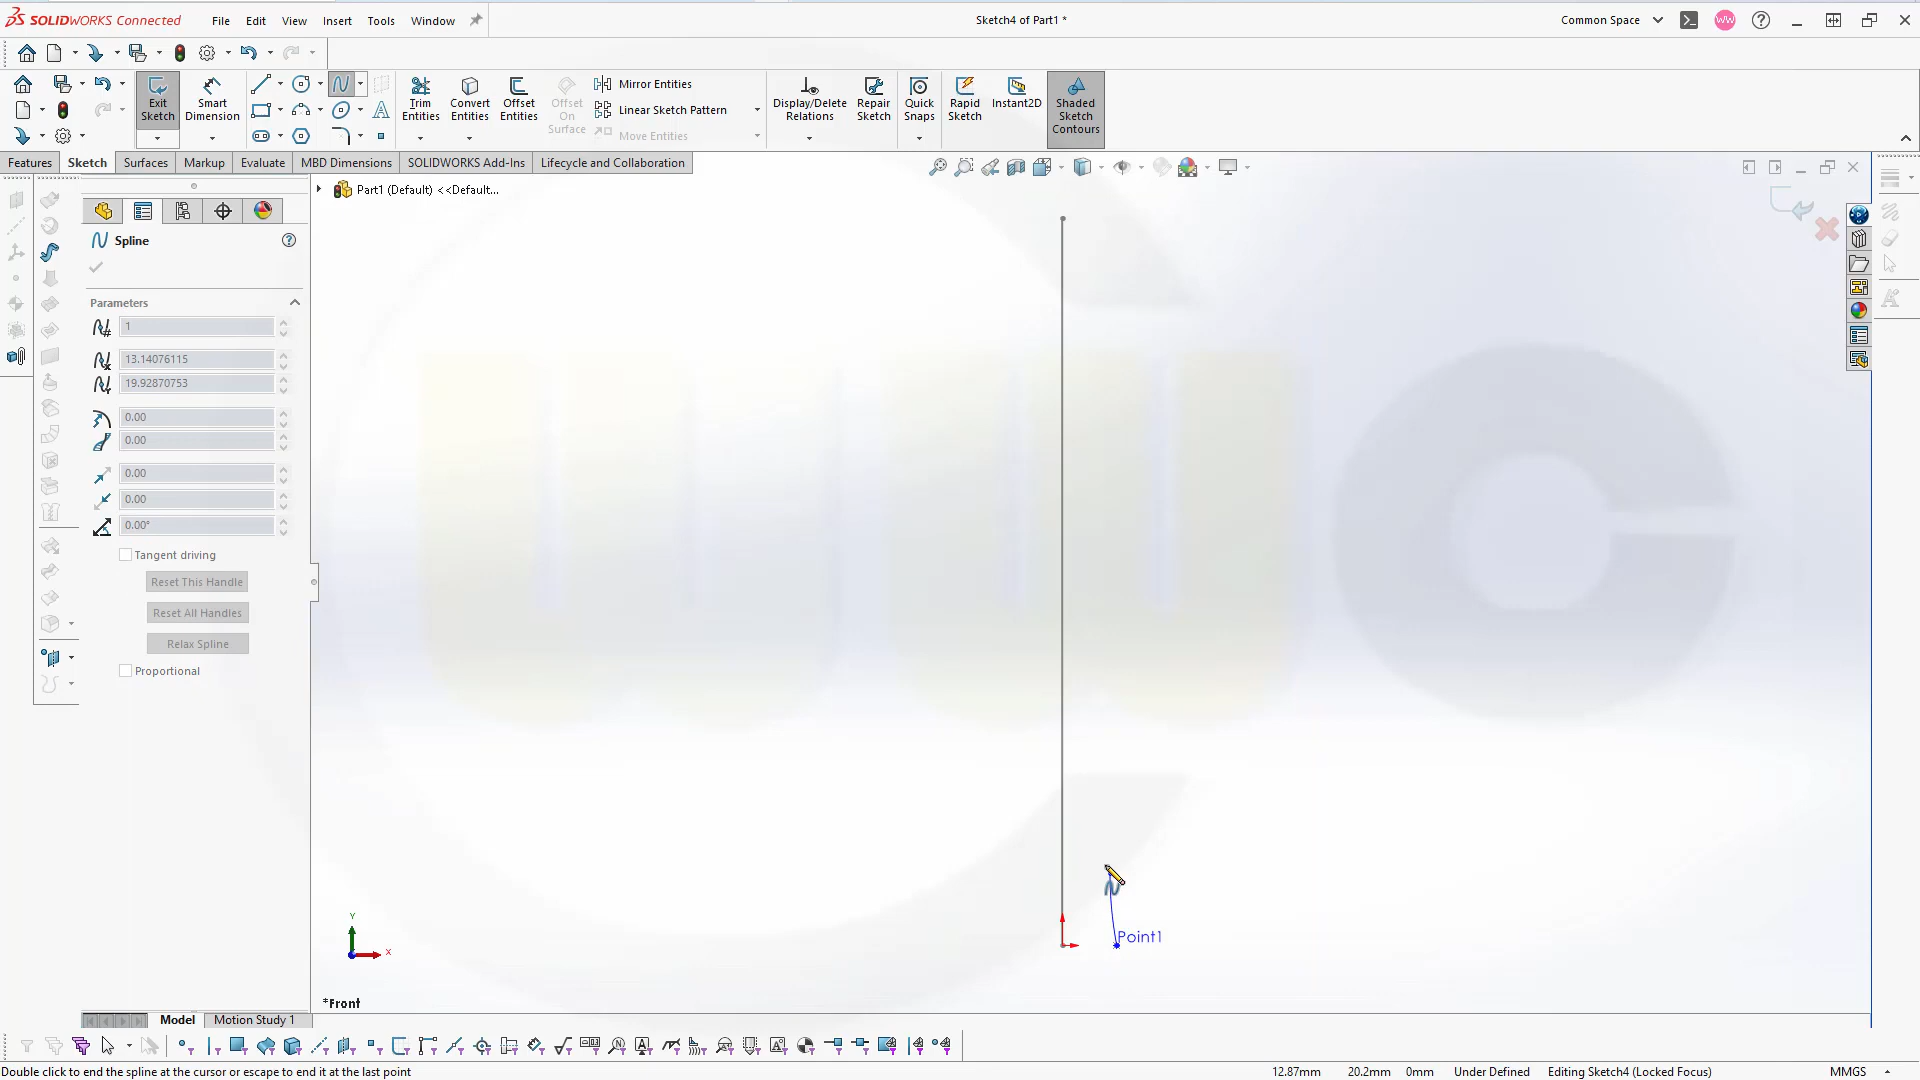 SOLIDWORKS Connected
File
Edit
View
Insert
Tools
Window
Sketch4 of Part1 *
Common Space
WW
Exit Sketch
Smart Dimension
Trim Entities
Convert Entities
Offset Entities
Offset On Surface
Mirror Entities
Linear Sketch Pattern
Move Entities
Display/Delete Relations
Repair Sketch
Quick Snaps
Rapid Sketch
Instant2D
Shaded Sketch Contours
Features
Sketch
Surfaces
Markup
Evaluate
MBD Dimensions
SOLIDWORKS Add-Ins
Lifecycle and Collaboration
Part1 (Default) <<Default...
Spline
Parameters
1
13.14076115
19.92870753
0.00
0.00
0.00
0.00
0.00°
Tangent driving
Reset This Handle
Reset All Handles
Relax Spline
Proportional
Point1
Y
X
*Front
Model
Motion Study 1
Double click to end the spline at the cursor or escape to end it at the last point
12.87mm
20.2mm
0mm
Under Defined
Editing Sketch4 (Locked Focus)
MMGS